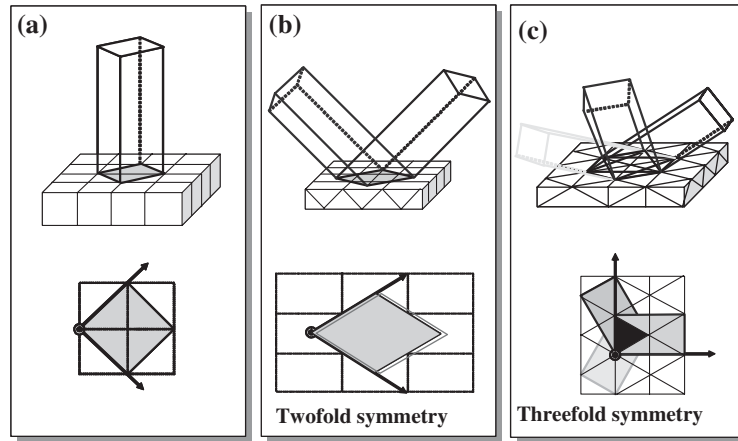 (a)
(b)
(c)
Twofold symmetry
Threefold symmetry